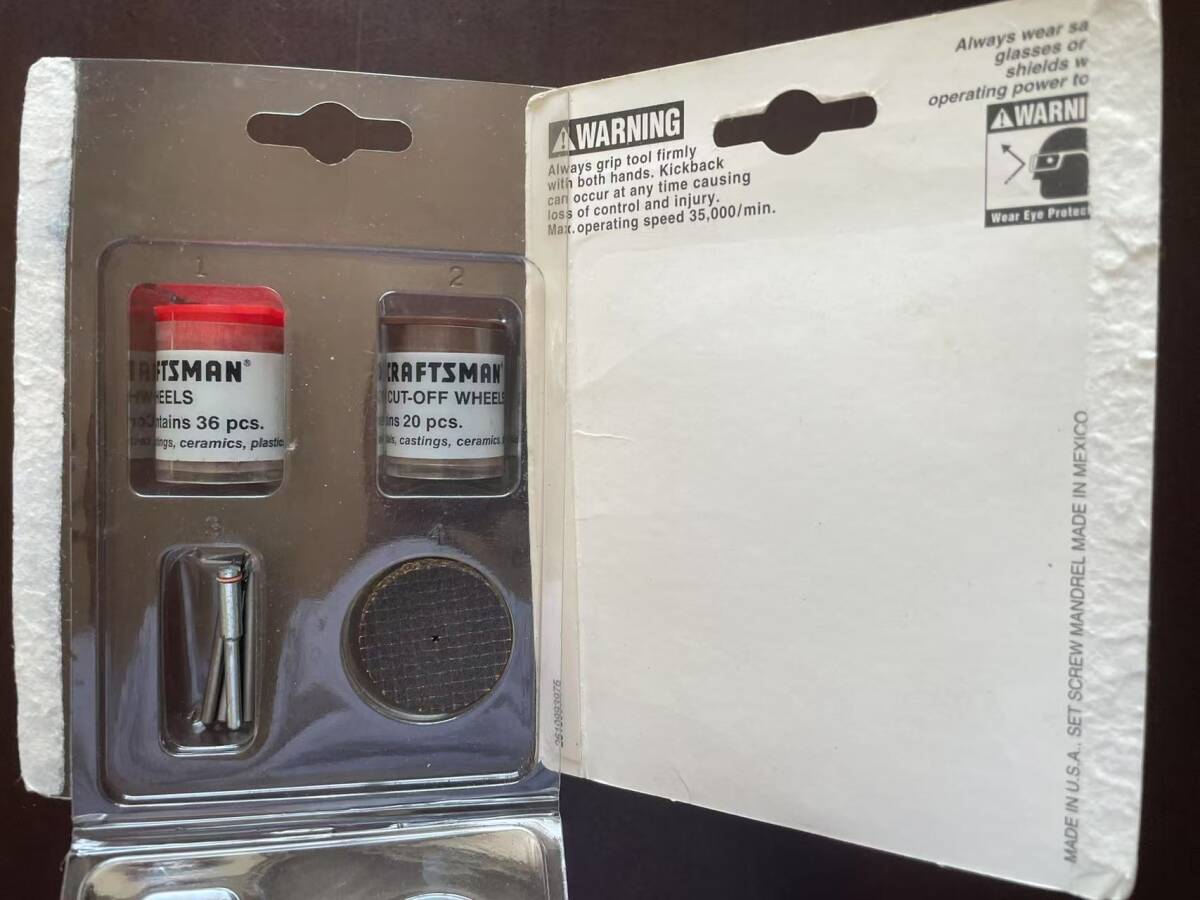 1
CRAFTSMAN®
WHEELS
Contains 36 pcs.
ceramics, plastic
2
CRAFTSMAN
CUT-OFF WHEELS
20 pcs.
castings, ceramics
3
4
WARNING
Always grip tool firmly
with both hands. Kickback
can occur at any time causing
loss of control and injury.
Max. operating speed 35,000/min.
Always wear sa
glasses or
shields w
operating power to
WARNI
Wear Eye Protect
2610993976
MADE IN U.S.A., SET SCREW MANDREL MADE IN MEXICO